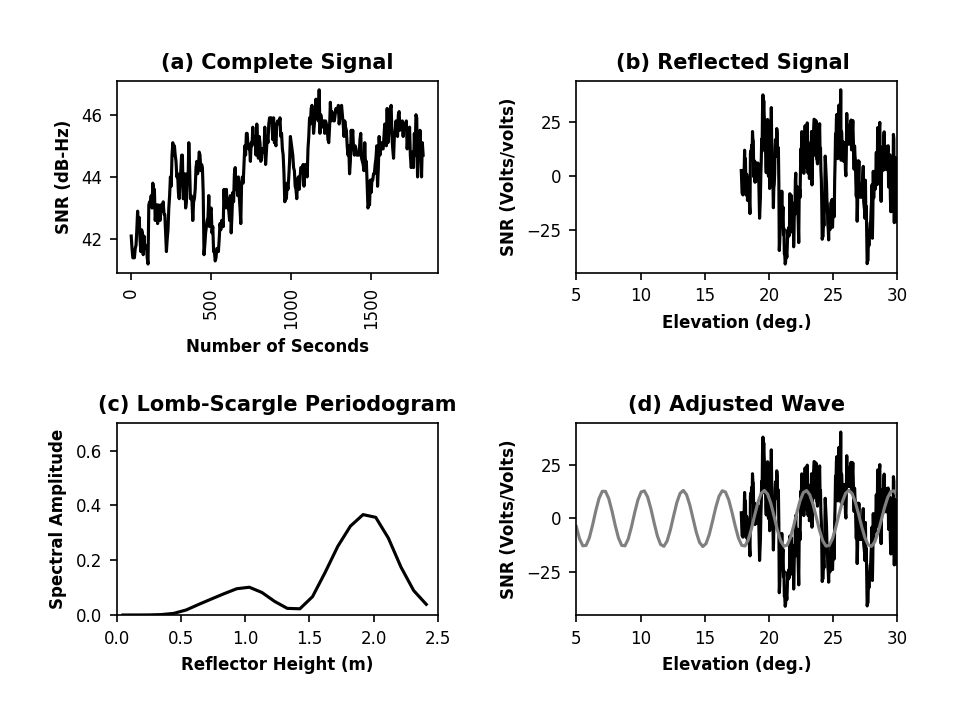 (a) Complete Signal
SNR (dB-Hz)
46
44
42
0
500
1000
1500
Number of Seconds
(b) Reflected Signal
SNR (Volts/volts)
25
0
−25
5
10
15
20
25
30
Elevation (deg.)
(c) Lomb-Scargle Periodogram
Spectral Amplitude
0.6
0.4
0.2
0.0
0.0
0.5
1.0
1.5
2.0
2.5
Reflector Height (m)
(d) Adjusted Wave
SNR (Volts/Volts)
25
0
−25
5
10
15
20
25
30
Elevation (deg.)